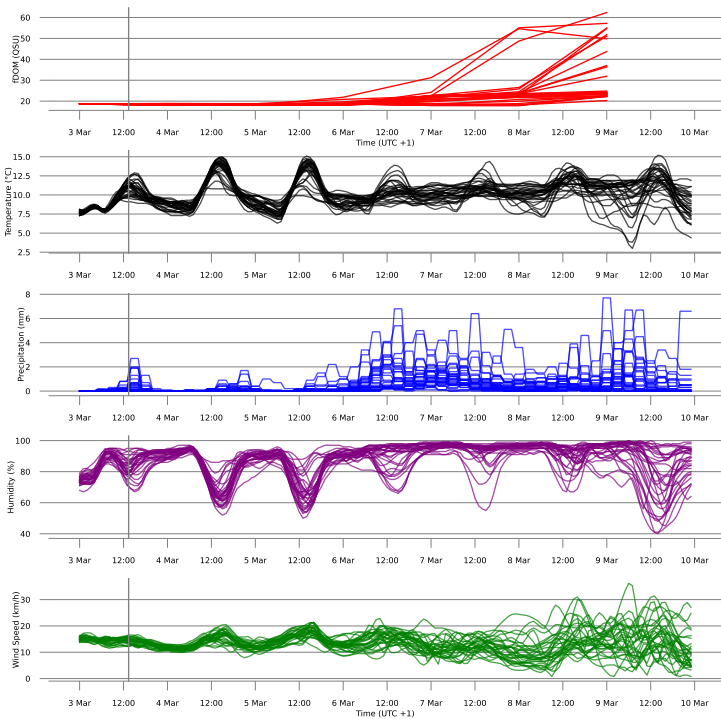 fDOM (QSU)
60
50
40
30
20
3 Mar 12:00 4 Mar 12:00 5 Mar 12:00 6 Mar 12:00 7 Mar 12:00 8 Mar 12:00 9 Mar 12:00 10 Mar
Time (UTC +1)
Temperature (°C)
15.0
12.5
10.0
7.5
5.0
2.5
3 Mar 12:00 4 Mar 12:00 5 Mar 12:00 6 Mar 12:00 7 Mar 12:00 8 Mar 12:00 9 Mar 12:00 10 Mar
Precipitation (mm)
8
6
4
2
0
3 Mar 12:00 4 Mar 12:00 5 Mar 12:00 6 Mar 12:00 7 Mar 12:00 8 Mar 12:00 9 Mar 12:00 10 Mar
Humidity (%)
100
80
60
40
3 Mar 12:00 4 Mar 12:00 5 Mar 12:00 6 Mar 12:00 7 Mar 12:00 8 Mar 12:00 9 Mar 12:00 10 Mar
Wind Speed (km/h)
30
20
10
0
3 Mar 12:00 4 Mar 12:00 5 Mar 12:00 6 Mar 12:00 7 Mar 12:00 8 Mar 12:00 9 Mar 12:00 10 Mar
Time (UTC +1)